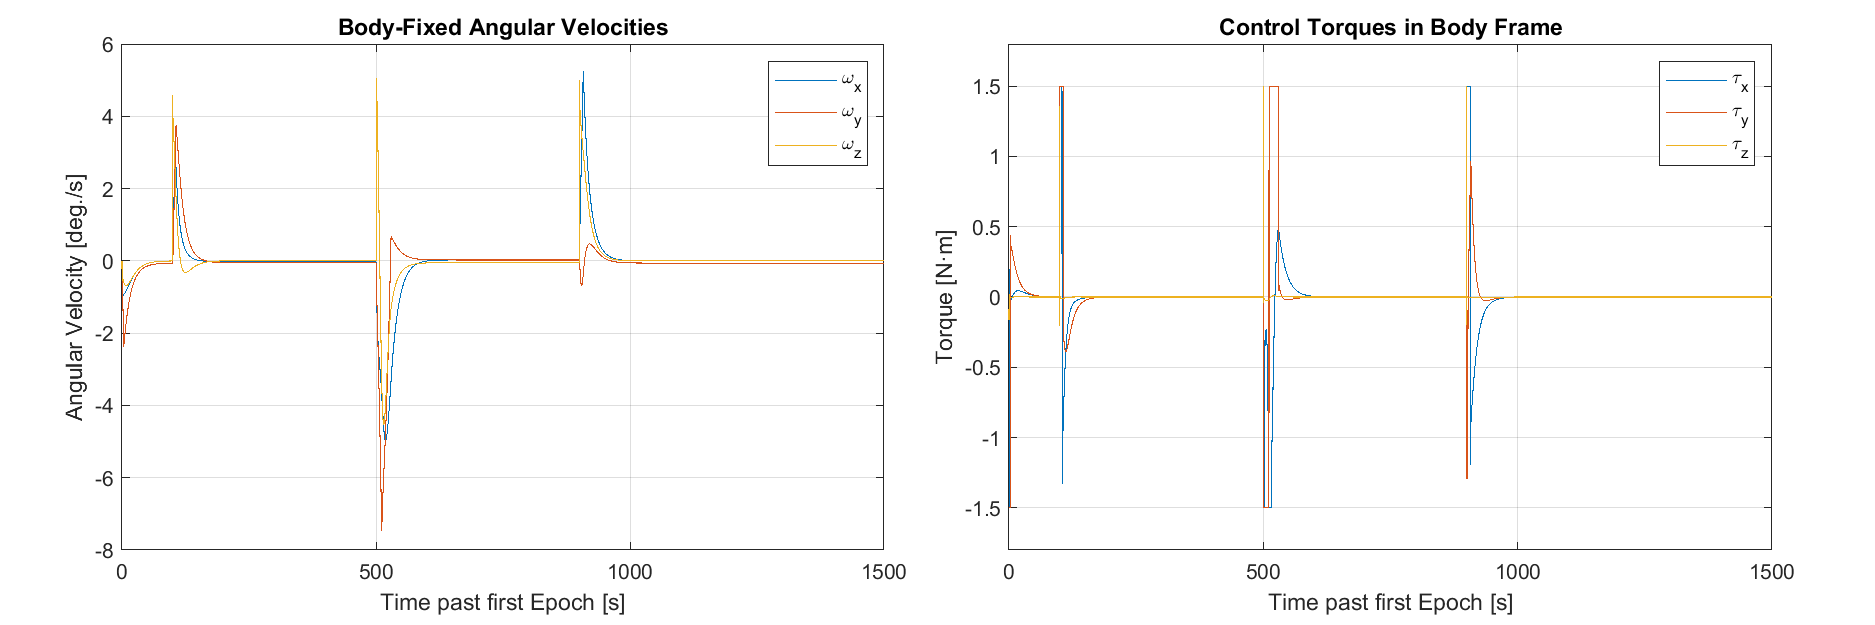 Body-Fixed Angular Velocities
6
4
2
0
-2
-4
-6
-8
0
500
1000
1500
Angular Velocity [deg./s]
Time past first Epoch [s]
ωx
ωy
ωz
Control Torques in Body Frame
1.5
1
0.5
0
-0.5
-1
-1.5
0
500
1000
1500
Torque [N·m]
Time past first Epoch [s]
τx
τy
τz